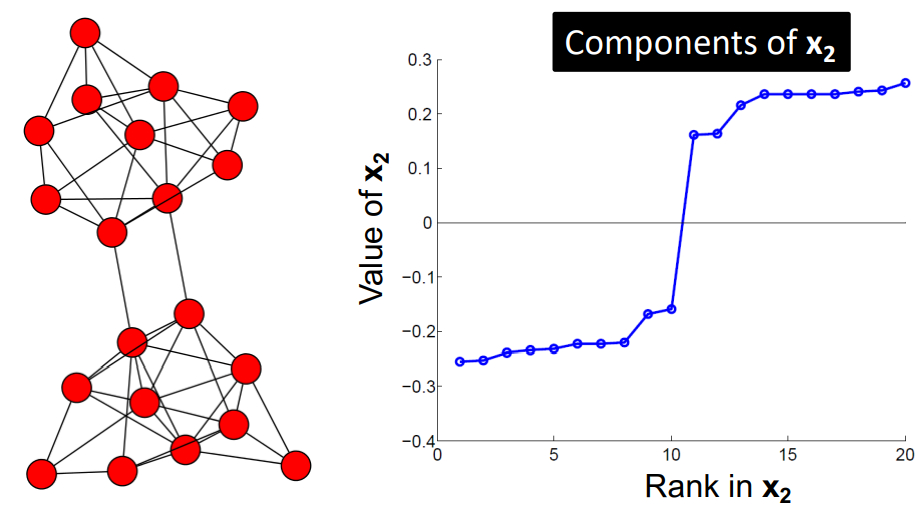 Components of x2
0.3
0.2
0.1
0
−0.1
−0.2
−0.3
−0.4
Value of x2
0 5 10 15 20
Rank in x2